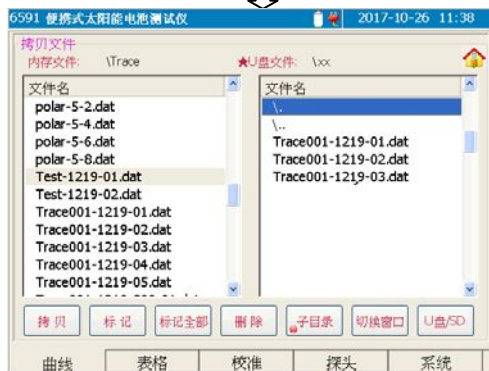 6591 便携式太阳能电池测试仪 2017-10-26 11:38
拷贝文件
内存文件: \Trace
★U盘文件: \xx
文件名
polar-5-2.dat
polar-5-4.dat
polar-5-6.dat
polar-5-8.dat
Test-1219-01.dat
Test-1219-02.dat
Trace001-1219-01.dat
Trace001-1219-02.dat
Trace001-1219-03.dat
Trace001-1219-04.dat
Trace001-1219-05.dat
文件名
\.
\..
Trace001-1219-01.dat
Trace001-1219-02.dat
Trace001-1219-03.dat
拷贝 标记 标记全部 删除 子目录 切换窗口 U盘/SD
曲线 表格 校准 探头 系统